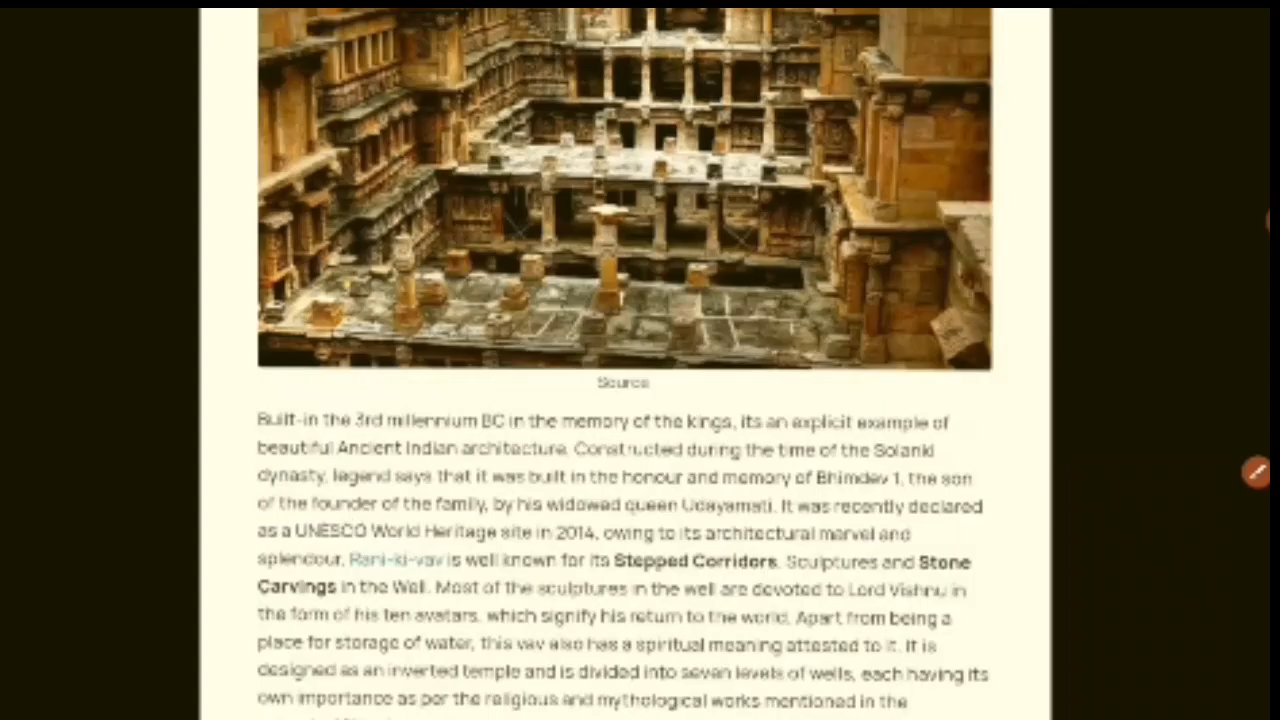 Source
Built-in the 3rd millennium BC in the memory of the kings, its an explicit example of
beautiful Ancient Indian architecture. Constructed during the time of the Solanki
dynasty, legend says that it was built in the honour and memory of Bhimdev 1, the son
of the founder of the family, by his widowed queen Udayamati. It was recently declared
as a UNESCO World Heritage site in 2014, owing to its architectural marvel and
splendour. Rani-ki-vav is well known for its Stepped Corridors, Sculptures and Stone
Carvings in the Well. Most of the sculptures in the well are devoted to Lord Vishnu in
the form of his ten avatars, which signify his return to the world. Apart from being a
place for storage of water, this vav also has a spiritual meaning attested to it. It is
designed as an inverted temple and is divided into seven levels of wells, each having its
own importance as per the religious and mythological works mentioned in the